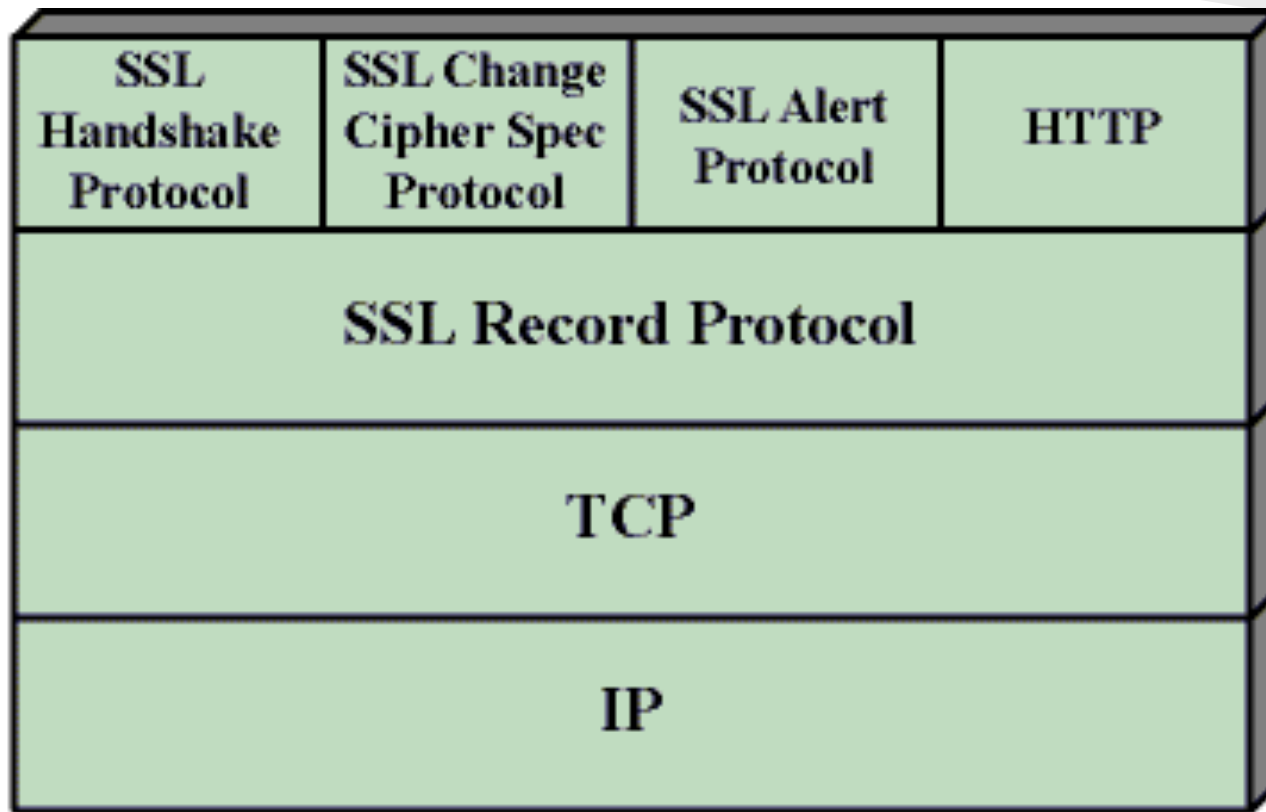 SSL
Handshake
Protocol
SSL Change
Cipher Spec
Protocol
SSL Alert
Protocol
HTTP
SSL Record Protocol
TCP
IP